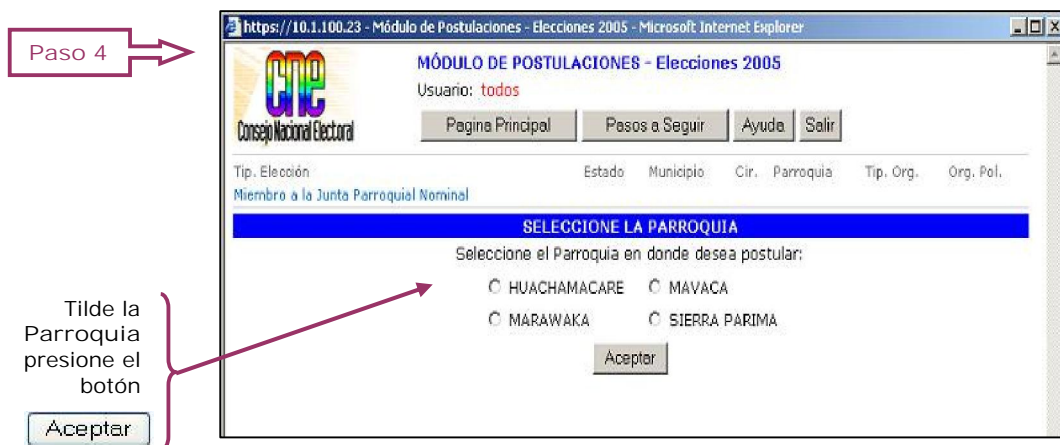 Paso 4
https://10.1.100.23 - Módulo de Postulaciones - Elecciones 2005 - Microsoft Internet Explorer
cne
Consejo Nacional Electoral
MÓDULO DE POSTULACIONES - Elecciones 2005
Usuario: todos
Pagina Principal Pasos a Seguir Ayuda Salir
Tip. Elección Estado Municipio Cir. Parroquia Tip. Org. Org. Pol.
Miembro a la Junta Parroquial Nominal
SELECCIONE LA PARROQUIA
Seleccione el Parroquia en donde desea postular:
HUACHAMACARE MAVACA
MARAWAKA SIERRA PARIMA
Aceptar
Tilde la
Parroquia
presione el
botón
Aceptar